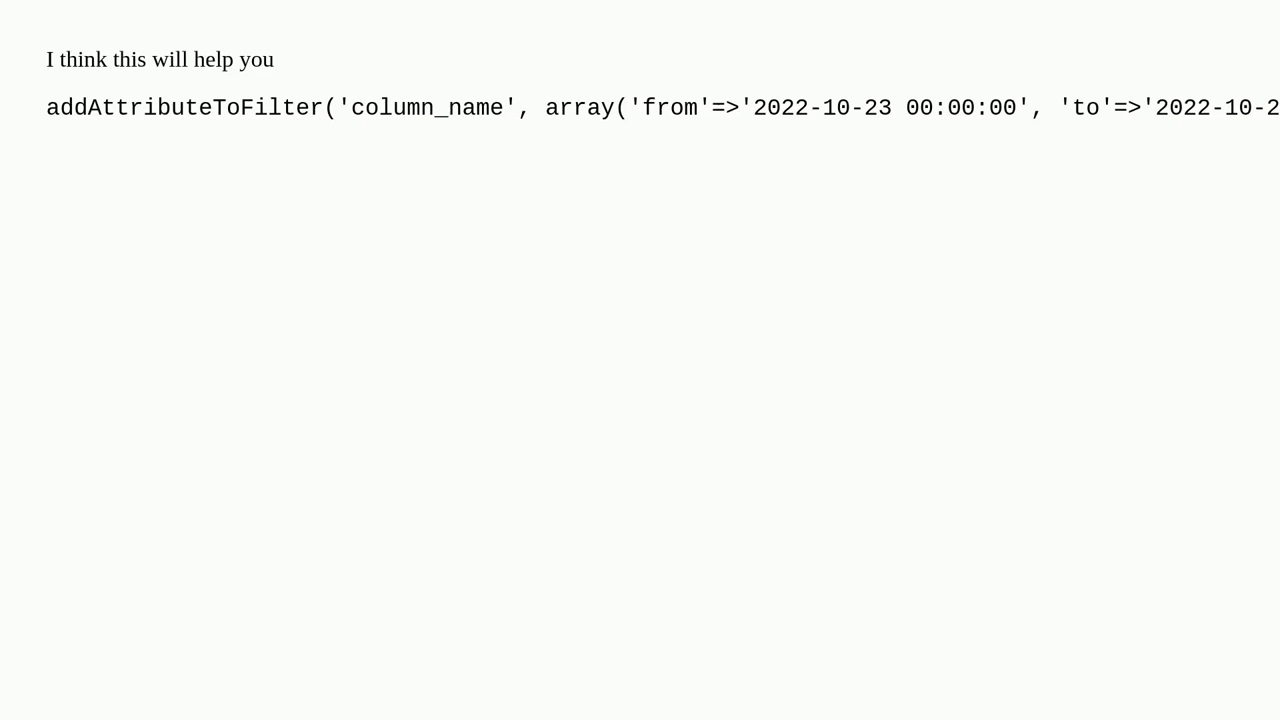 I think this will help you
addAttributeToFilter('column_name', array('from'=>'2022-10-23 00:00:00', 'to'=>'2022-10-2